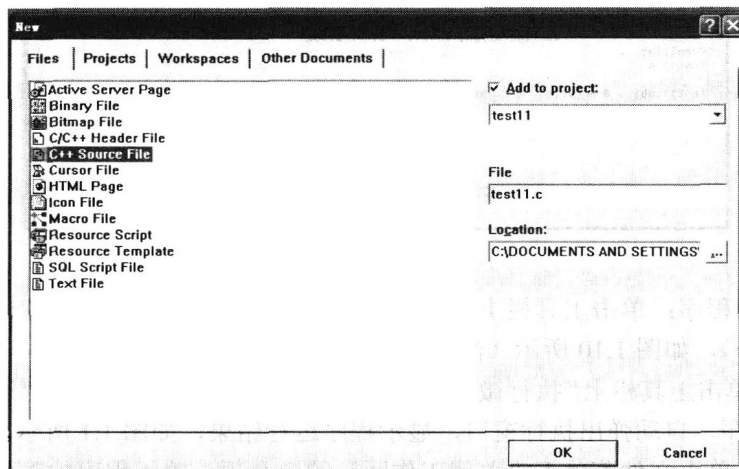 New
Files Projects Workspaces Other Documents
Active Server Page
Binary File
Bitmap File
C/C++ Header File
C++ Source File
Cursor File
HTML Page
Icon File
Macro File
Resource Script
Resource Template
SQL Script File
Text File
Add to project:
test11
File
test11.c
Location:
C:\DOCUMENTS AND SETTINGS'
...
OK Cancel